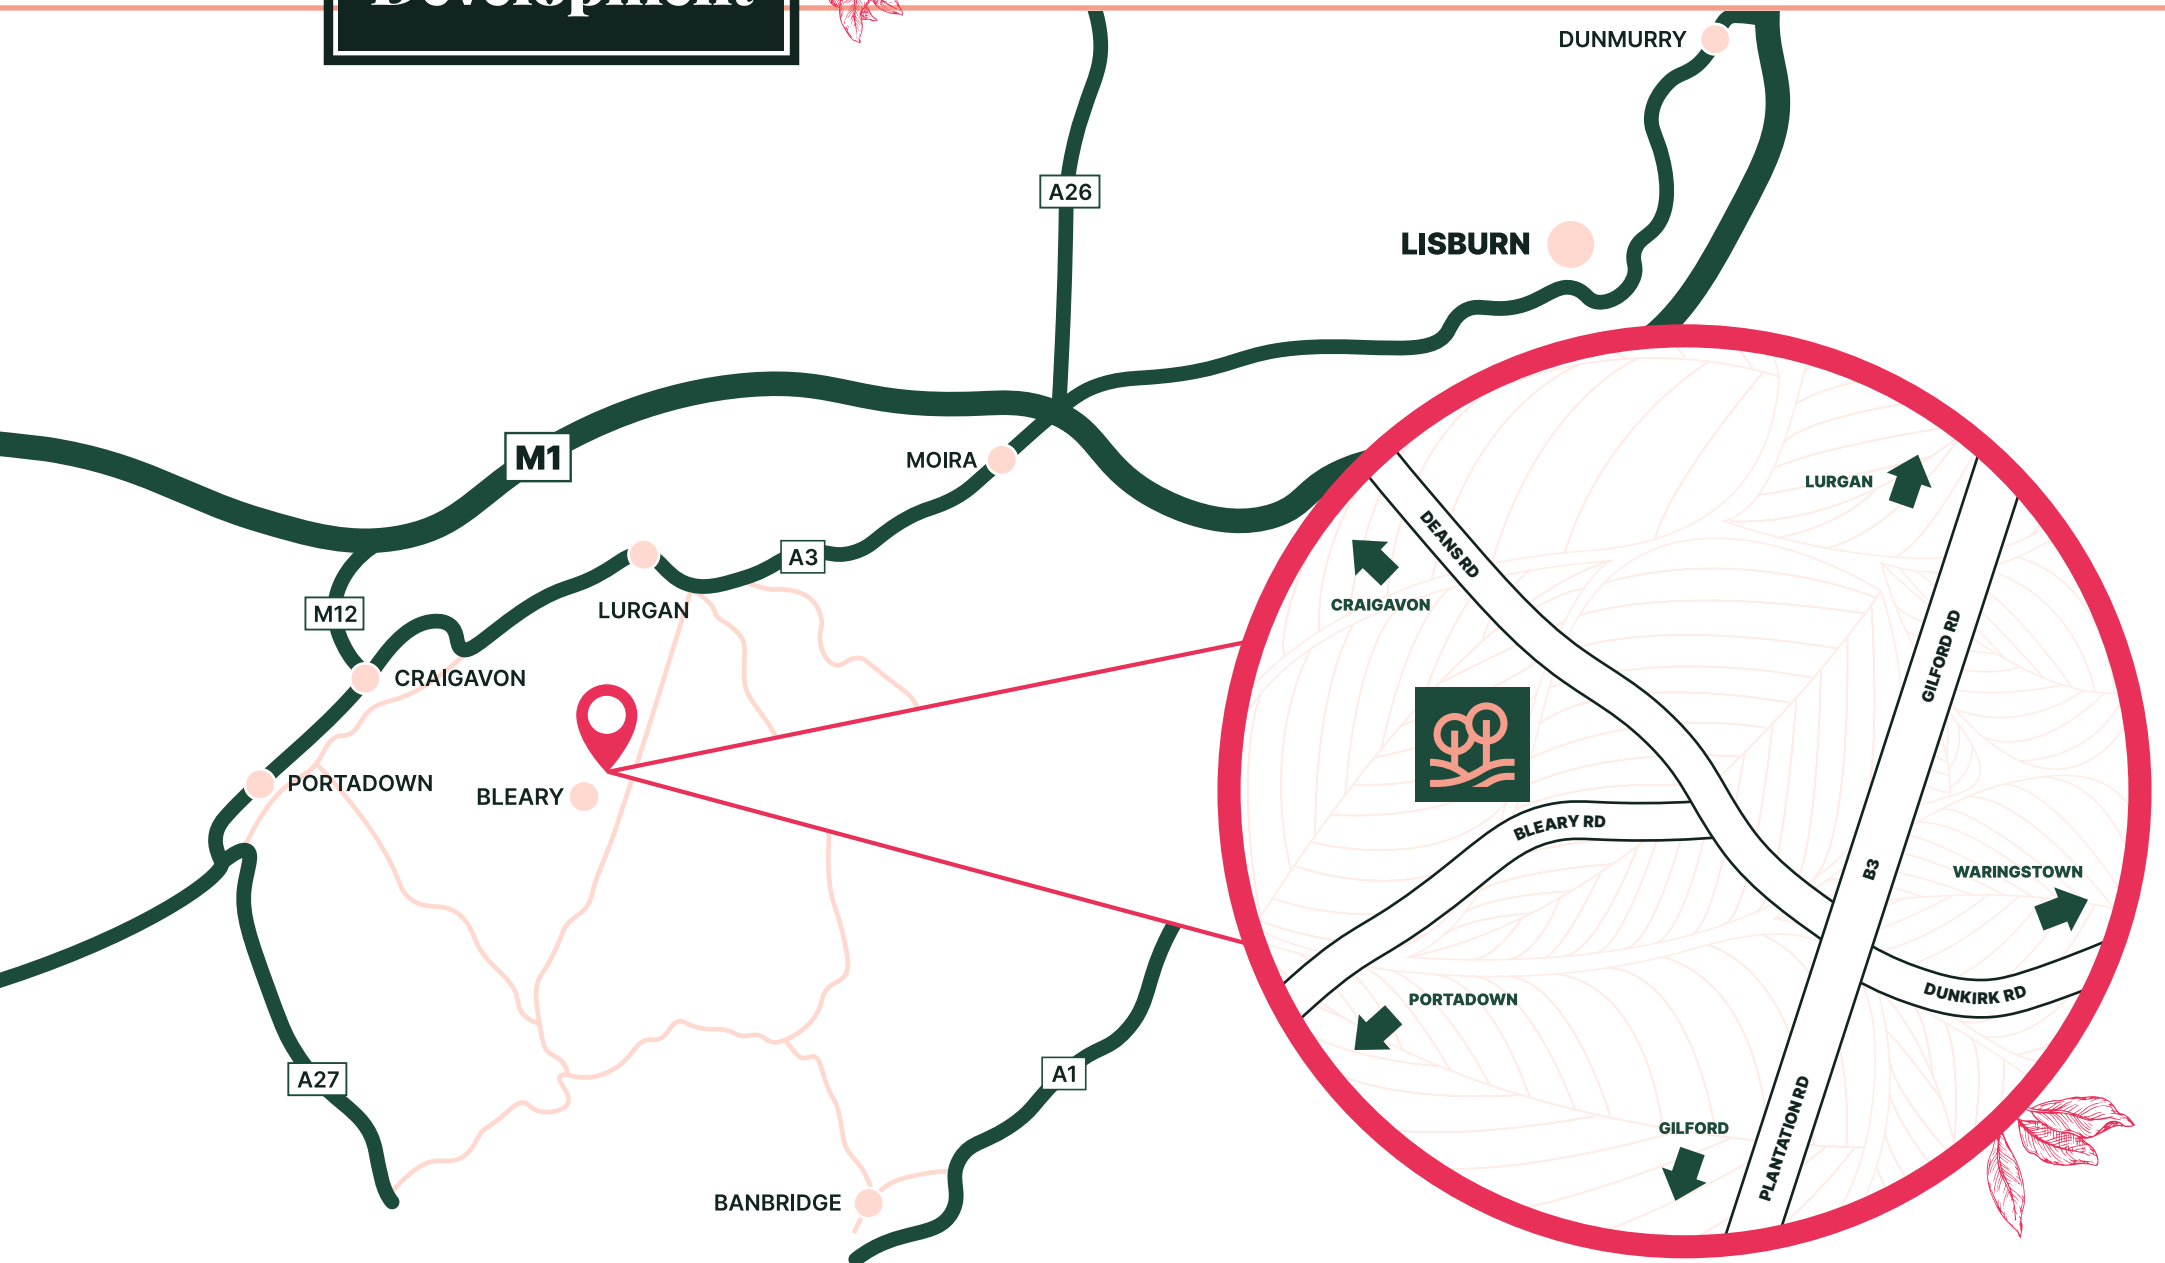 Development
DUNMURRY
A26
LISBURN
M1
MOIRA
LURGAN
A3
DEANS RD
CRAIGAVON
M12
LURGAN
GILFORD RD
CRAIGAVON
PORTADOWN
BLEARY
BLEARY RD
B3
WARINGSTOWN
DUNKIRK RD
PORTADOWN
A27
A1
GILFORD
PLANTATION RD
BANBRIDGE